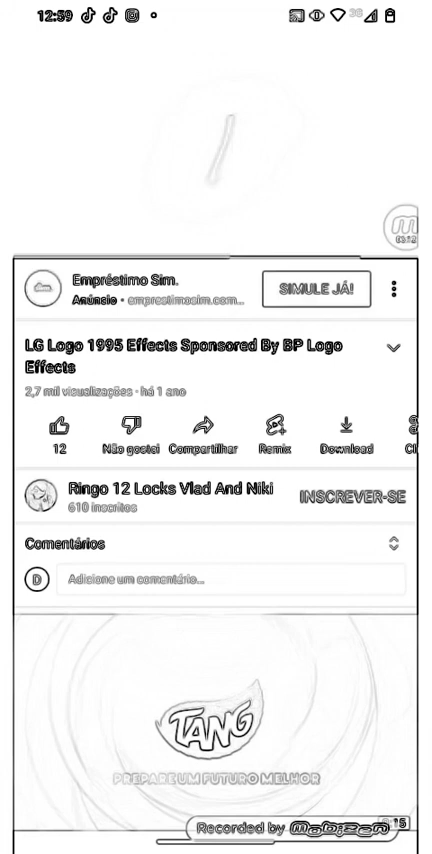 12:59
3G
Empréstimo Sim.
SIMULE JÁ!
Anúncio • emprestimosim.com...
LG Logo 1995 Effects Sponsored By BP Logo
Effects
2,7 mil visualizações · há 1 ano
12
Não gostei
Compartilhar
Remix
Download
Ringo 12 Locks Vlad And Niki
INSCREVER-SE
610 inscritos
Comentários
D
Adicione um comentário...
TANG
PREPARE UM FUTURO MELHOR
Recorded by Mobizen